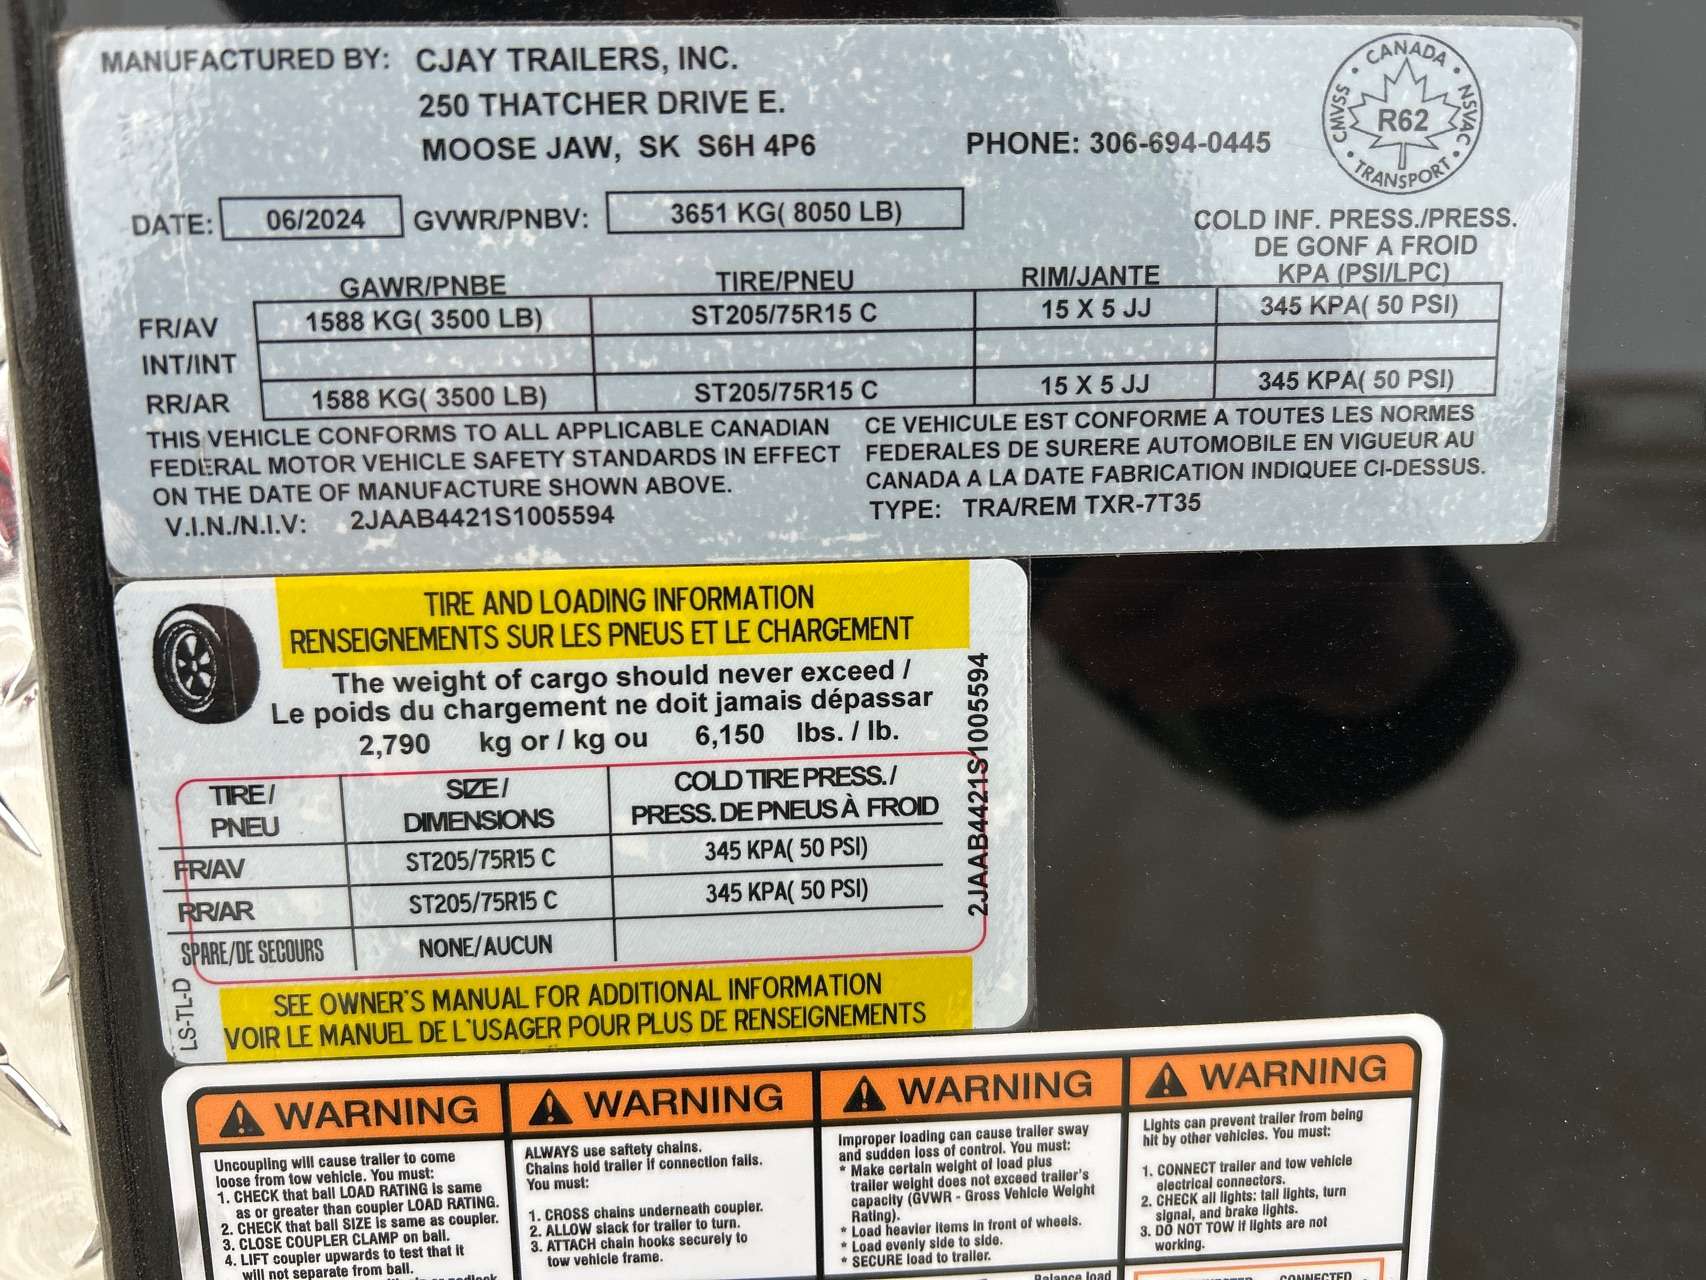 MANUFACTURED BY: CJAY TRAILERS, INC.
250 THATCHER DRIVE E.
MOOSE JAW, SK S6H 4P6
PHONE: 306-694-0445
CANADA
CMVSS R62 NSVAC
TRANSPORT
DATE: 06/2024 GVWR/PNBV: 3651 KG( 8050 LB)
COLD INF. PRESS./PRESS.
DE GONF A FROID
KPA (PSI/LPC)
GAWR/PNBE TIRE/PNEU RIM/JANTE
FR/AV 1588 KG( 3500 LB) ST205/75R15 C 15 X 5 JJ 345 KPA( 50 PSI)
INT/INT
RR/AR 1588 KG( 3500 LB) ST205/75R15 C 15 X 5 JJ 345 KPA( 50 PSI)
THIS VEHICLE CONFORMS TO ALL APPLICABLE CANADIAN
FEDERAL MOTOR VEHICLE SAFETY STANDARDS IN EFFECT
ON THE DATE OF MANUFACTURE SHOWN ABOVE.
CE VEHICULE EST CONFORME A TOUTES LES NORMES
FEDERALES DE SURERE AUTOMOBILE EN VIGUEUR AU
CANADA A LA DATE FABRICATION INDIQUEE CI-DESSUS.
V.I.N./N.I.V: 2JAAB4421S1005594
TYPE: TRA/REM TXR-7T35
TIRE AND LOADING INFORMATION
RENSEIGNEMENTS SUR LES PNEUS ET LE CHARGEMENT
The weight of cargo should never exceed /
Le poids du chargement ne doit jamais dépassar
2,790 kg or / kg ou 6,150 lbs. / lb.
TIRE / SIZE / COLD TIRE PRESS. /
PNEU DIMENSIONS PRESS. DE PNEUS À FROID
FR/AV ST205/75R15 C 345 KPA( 50 PSI)
RR/AR ST205/75R15 C 345 KPA( 50 PSI)
SPARE/DE SECOURS NONE/AUCUN
2JAAB4421S1005594
LS-TL-D
SEE OWNER'S MANUAL FOR ADDITIONAL INFORMATION
VOIR LE MANUEL DE L'USAGER POUR PLUS DE RENSEIGNEMENTS
WARNING
Uncoupling will cause trailer to come
loose from tow vehicle. You must:
1. CHECK that ball LOAD RATING is same
as or greater than coupler LOAD RATING.
2. CHECK that ball SIZE is same as coupler.
3. CLOSE COUPLER CLAMP on ball.
4. LIFT coupler upwards to test that it
will not separate from ball.
WARNING
ALWAYS use saftety chains.
Chains hold trailer if connection fails.
You must:
1. CROSS chains underneath coupler.
2. ALLOW slack for trailer to turn.
3. ATTACH chain hooks securely to
tow vehicle frame.
WARNING
Improper loading can cause trailer sway
and sudden loss of control. You must:
* Make certain weight of load plus
trailer weight does not exceed trailer's
capacity (GVWR - Gross Vehicle Weight
Rating).
* Load heavier items in front of wheels.
* Load evenly side to side.
* SECURE load to trailer.
Balance load
WARNING
Lights can prevent trailer from being
hit by other vehicles. You must:
1. CONNECT trailer and tow vehicle
electrical connectors.
2. CHECK all lights: tail lights, turn
signal, and brake lights.
3. DO NOT TOW if lights are not
working.
CONNECTED